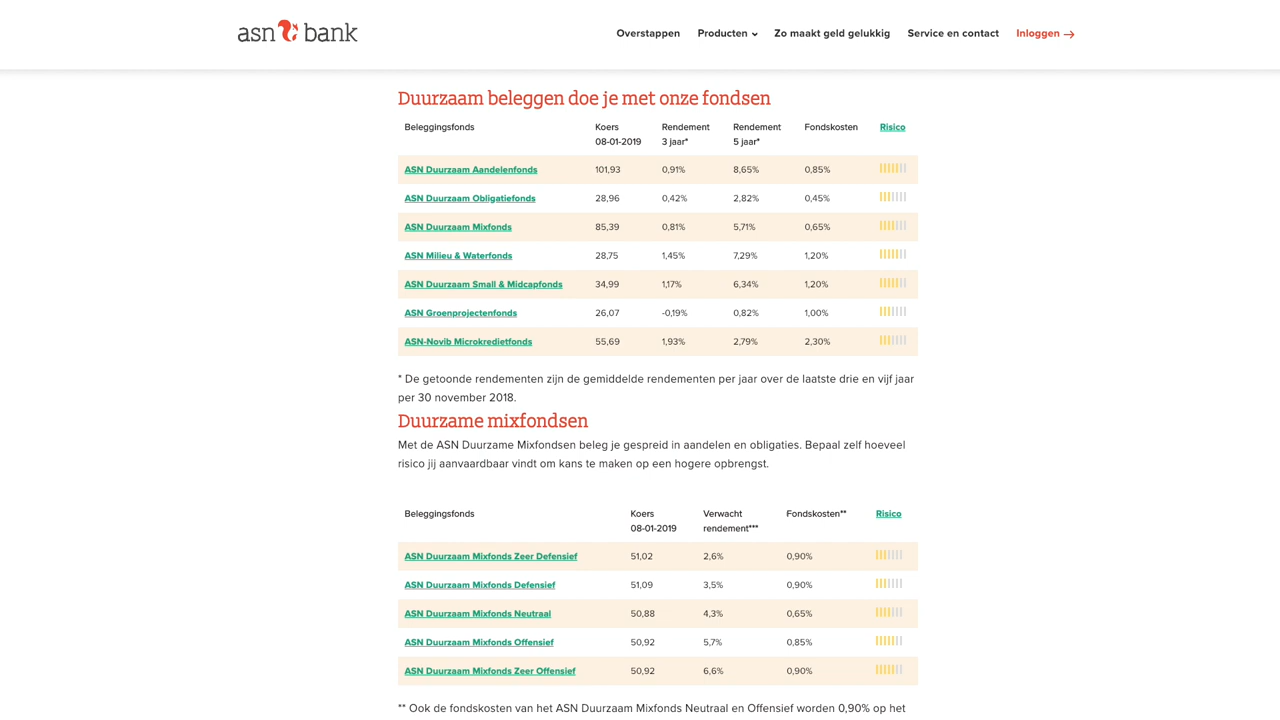 asn bank
Overstappen Producten Zo maakt geld gelukkig Service en contact Inloggen →
Duurzaam beleggen doe je met onze fondsen
Beleggingsfonds Koers 08-01-2019 Rendement 3 jaar* Rendement 5 jaar* Fondskosten Risico
ASN Duurzaam Aandelenfonds 101,93 0,91% 8,65% 0,85%
ASN Duurzaam Obligatiefonds 28,96 0,42% 2,82% 0,45%
ASN Duurzaam Mixfonds 85,39 0,81% 5,71% 0,65%
ASN Milieu & Waterfonds 28,75 1,45% 7,29% 1,20%
ASN Duurzaam Small & Midcapfonds 34,99 1,17% 6,34% 1,20%
ASN Groenprojectenfonds 26,07 -0,19% 0,82% 1,00%
ASN-Novib Microkredietfonds 55,69 1,93% 2,79% 2,30%
* De getoonde rendementen zijn de gemiddelde rendementen per jaar over de laatste drie en vijf jaar
per 30 november 2018.
Duurzame mixfondsen
Met de ASN Duurzame Mixfondsen beleg je gespreid in aandelen en obligaties. Bepaal zelf hoeveel
risico jij aanvaardbaar vindt om kans te maken op een hogere opbrengst.
Beleggingsfonds Koers 08-01-2019 Verwacht rendement*** Fondskosten** Risico
ASN Duurzaam Mixfonds Zeer Defensief 51,02 2,6% 0,90%
ASN Duurzaam Mixfonds Defensief 51,09 3,5% 0,90%
ASN Duurzaam Mixfonds Neutraal 50,88 4,3% 0,65%
ASN Duurzaam Mixfonds Offensief 50,92 5,7% 0,85%
ASN Duurzaam Mixfonds Zeer Offensief 50,92 6,6% 0,90%
** Ook de fondskosten van het ASN Duurzaam Mixfonds Neutraal en Offensief worden 0,90% op het